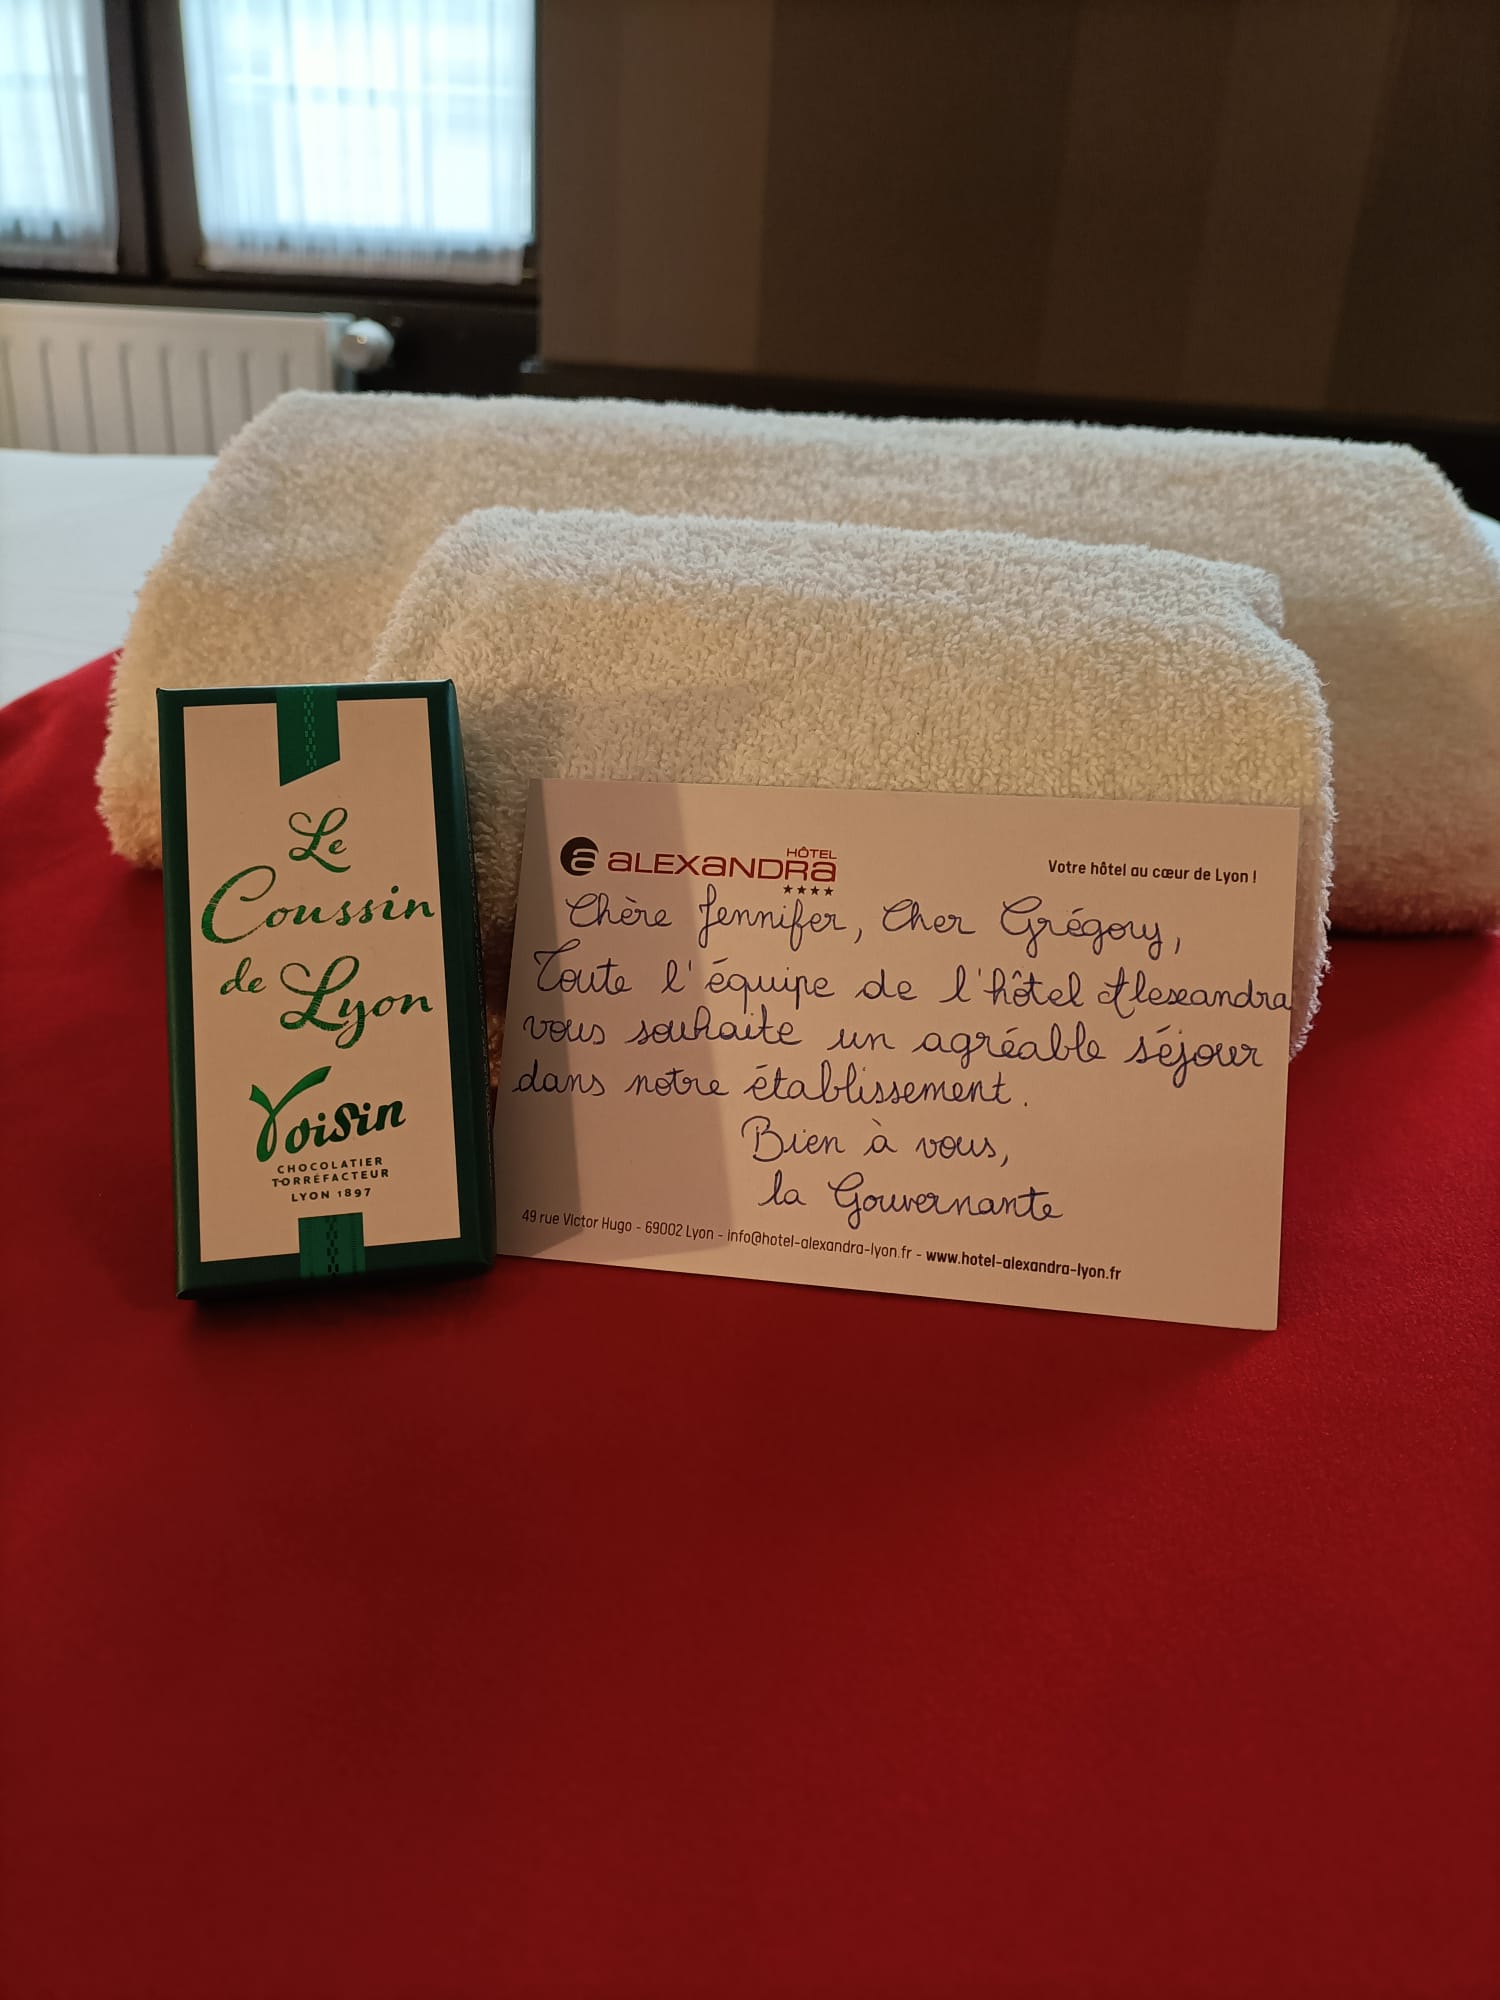 Le
Coussin
de Lyon
Voisin
CHOCOLATIER
TORRÉFACTEUR
LYON 1897
a ALEXANDRA HÔTEL
★★★★
Votre hôtel au cœur de Lyon !
Chère Jennifer, Cher Grégory,
Toute l'équipe de l'hôtel Alexandra
vous souhaite un agréable séjour
dans notre établissement.
Bien à vous,
la Gouvernante
49 rue Victor Hugo - 69002 Lyon - info@hotel-alexandra-lyon.fr - www.hotel-alexandra-lyon.fr